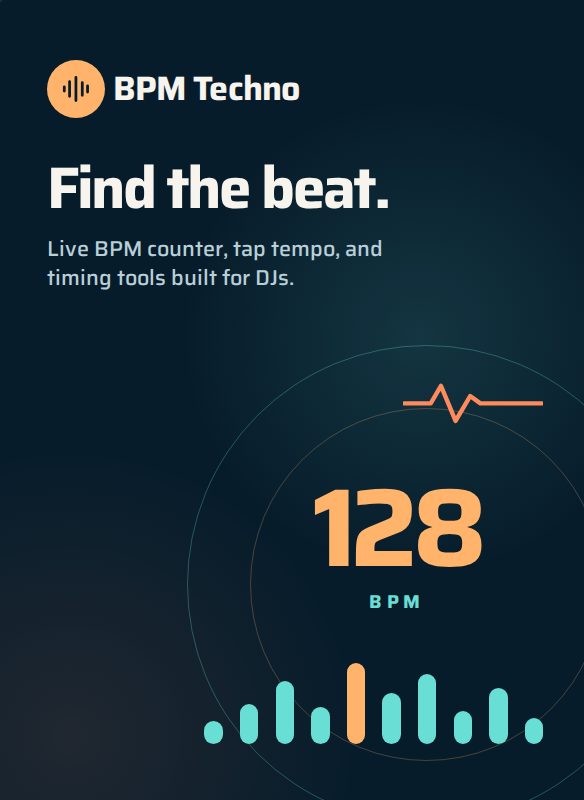 BPM Techno
Find the beat.
Live BPM counter, tap tempo, and
timing tools built for DJs.
128
BPM